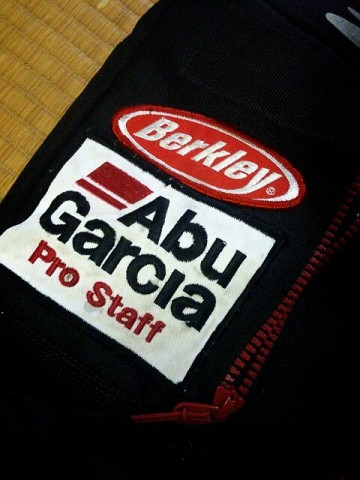 Berkley®
Abu
Garcia
Pro Staff